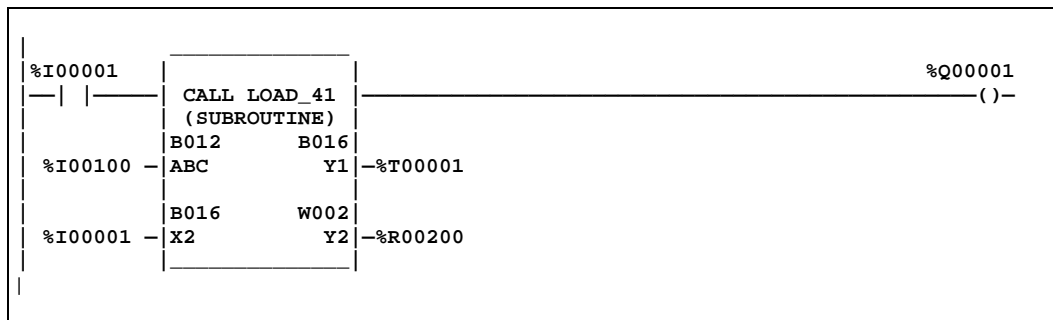 %I00001 %Q00001
CALL LOAD_41 ( )
(SUBROUTINE)
B012 B016
%I00100 ABC Y1 %T00001
B016 W002
%I00001 X2 Y2 %R00200